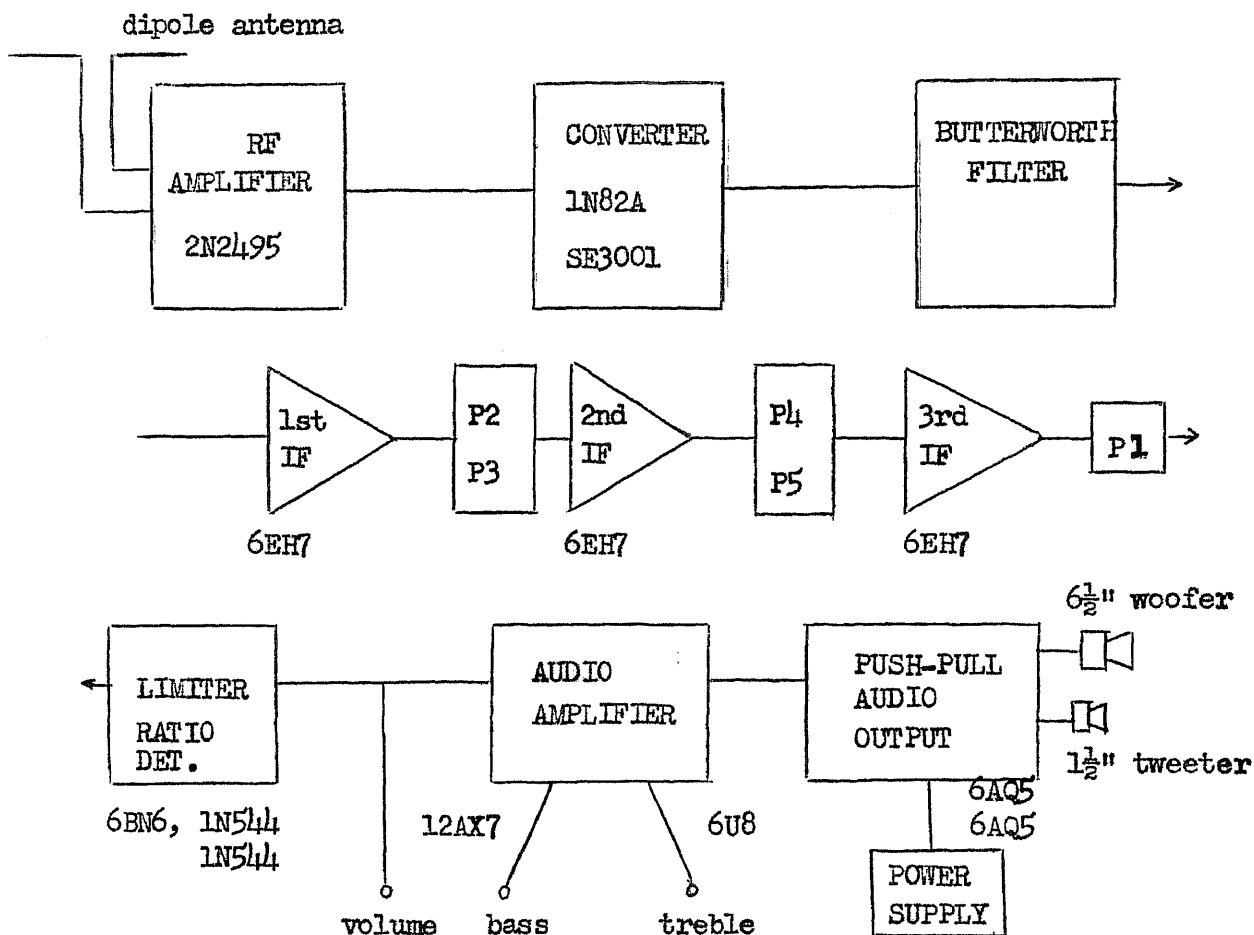 dipole antenna
RF
AMPLIFIER
2N2495
CONVERTER
1N82A
SE3001
BUTTERWORTH
FILTER
1st
IF
6EH7
P2
P3
2nd
IF
6EH7
P4
P5
3rd
IF
6EH7
P1
LIMITER
RATIO
DET.
6BN6, 1N544
1N544
volume
AUDIO
AMPLIFIER
12AX7
6U8
bass
treble
PUSH-PULL
AUDIO
OUTPUT
6AQ5
6AQ5
6½" woofer
1½" tweeter
POWER
SUPPLY